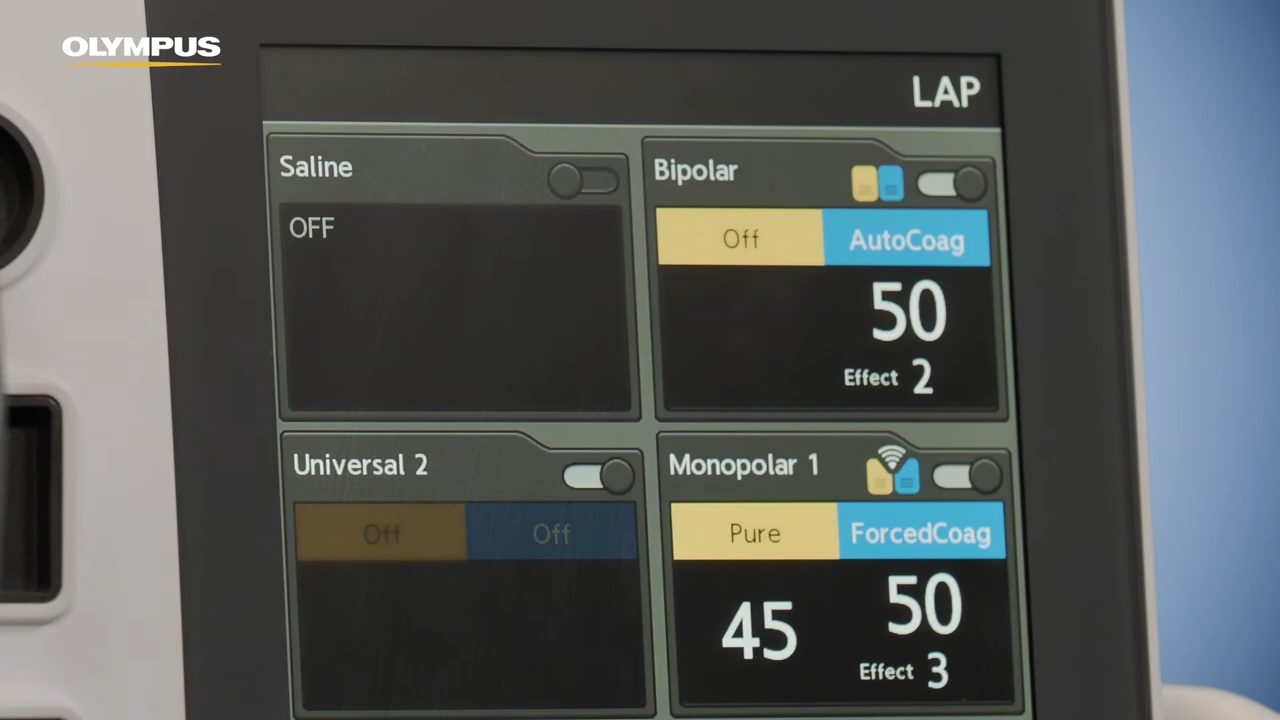 OLYMPUS
LAP
Saline
OFF
Bipolar
Off
AutoCoag
50
Effect 2
Universal 2
Off
Off
Monopolar 1
Pure
ForcedCoag
45
50
Effect 3